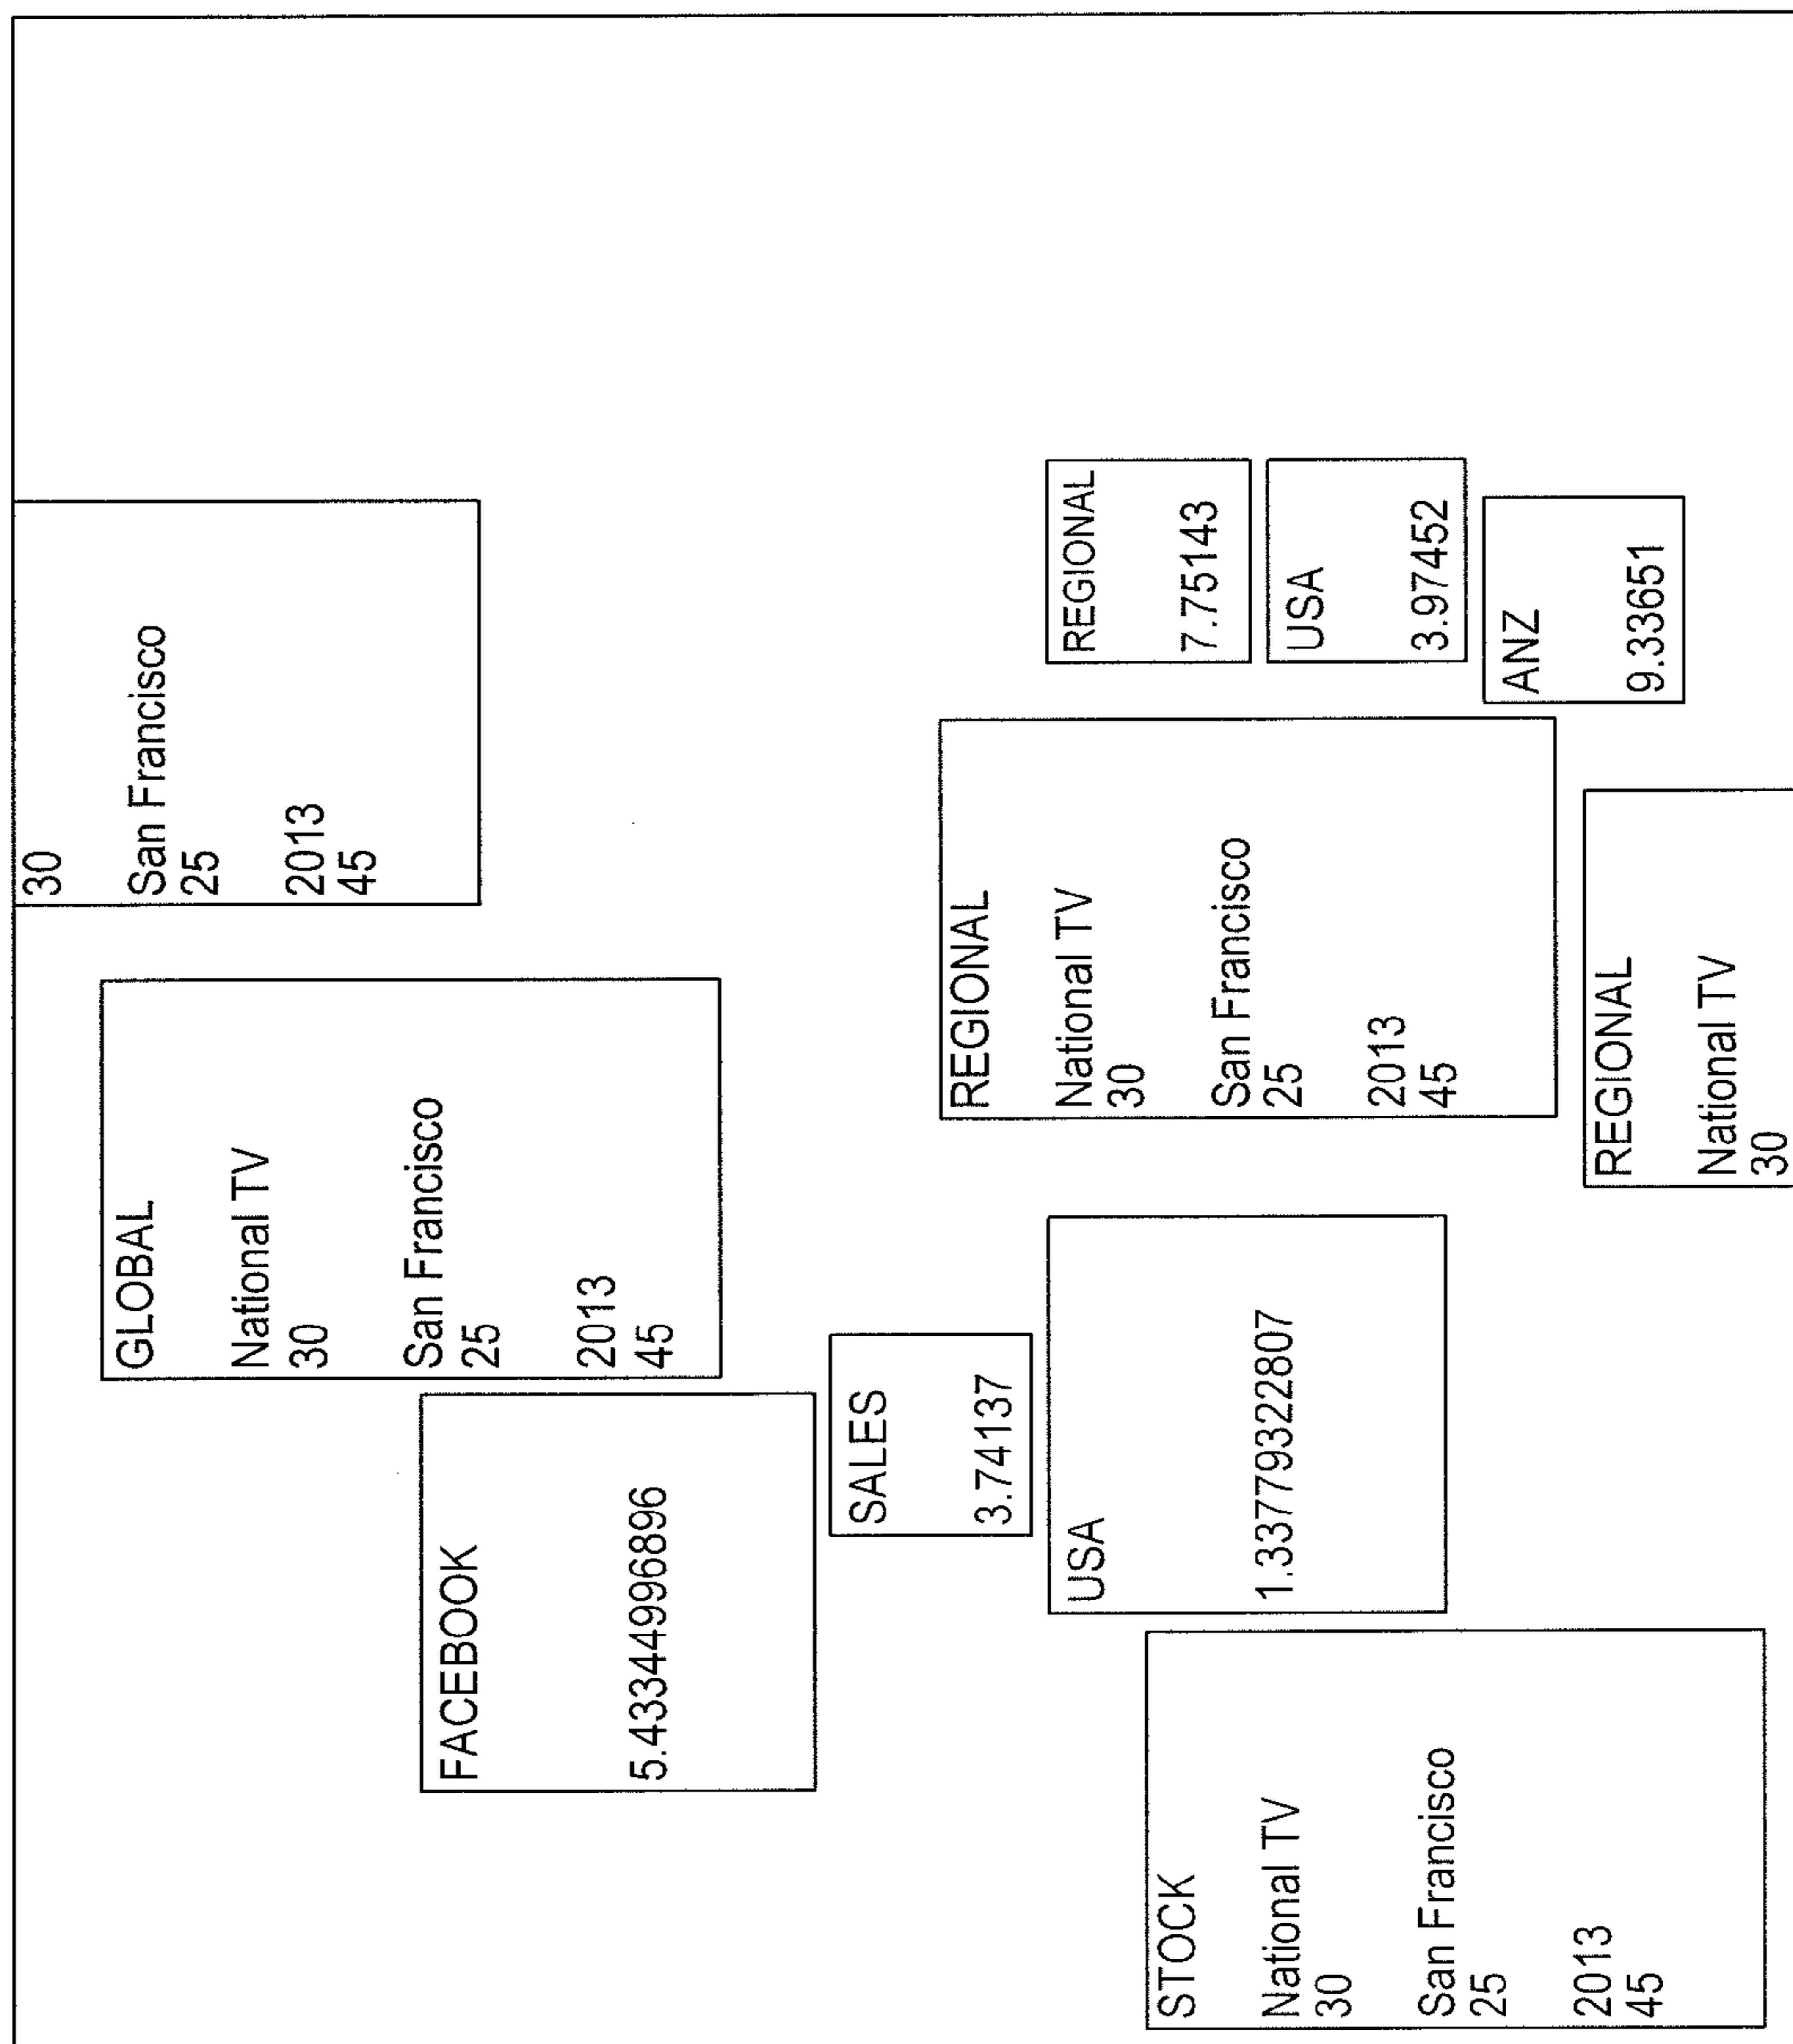 30
San Francisco
25
2013
45
GLOBAL
National TV
30
San Francisco
25
2013
45
FACEBOOK
5.43344996896
SALES
3.74137
USA
1.33779322807
STOCK
National TV
30
San Francisco
25
2013
45
REGIONAL
National TV
30
San Francisco
25
2013
45
REGIONAL
7.75143
USA
3.97452
ANZ
9.33651
REGIONAL
National TV
30